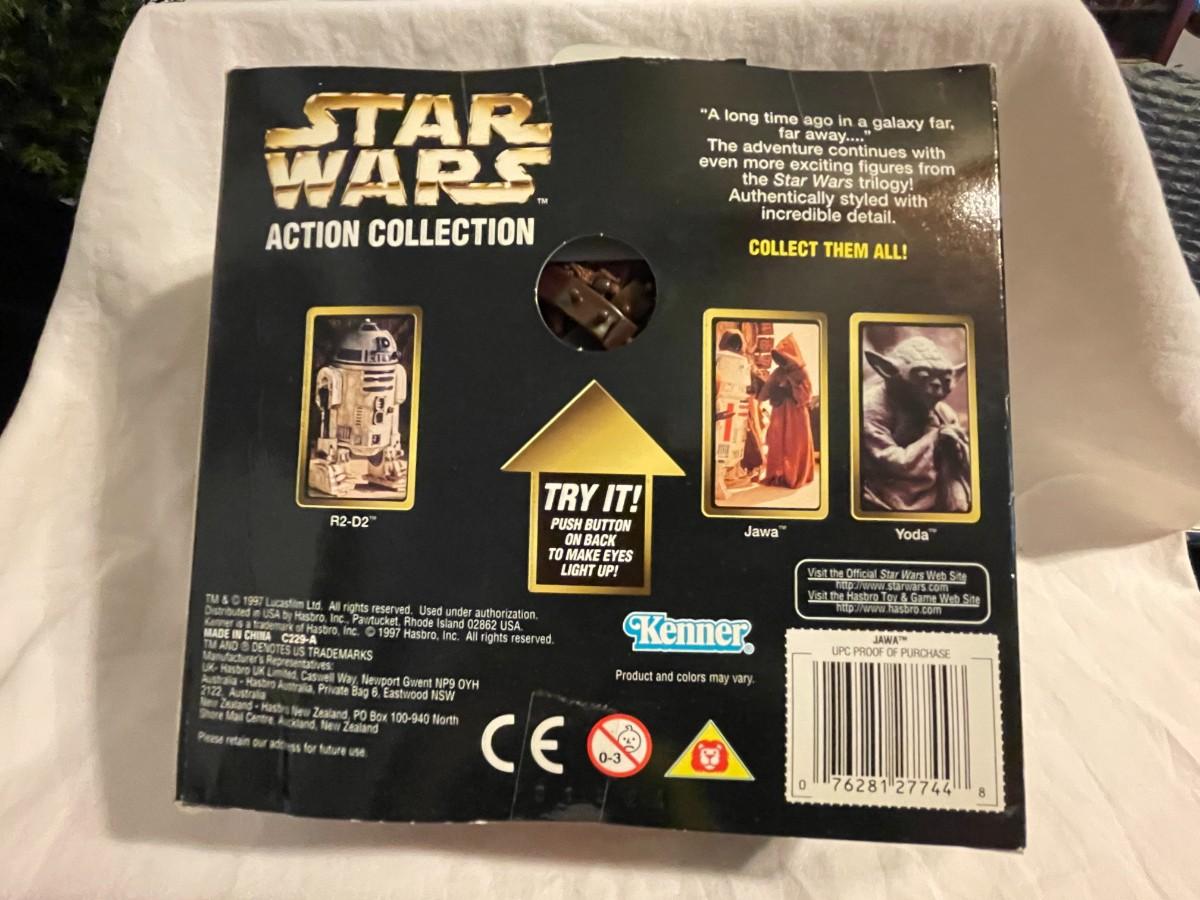 STAR
WARS™
ACTION COLLECTION
“A long time ago in a galaxy far,
far away....”
The adventure continues with
even more exciting figures from
the Star Wars trilogy!
Authentically styled with
incredible detail.
COLLECT THEM ALL!
R2-D2™
Jawa™
Yoda™
TRY IT!
PUSH BUTTON
ON BACK
TO MAKE EYES
LIGHT UP!
TM & © 1997 Lucasfilm Ltd. All rights reserved. Used under authorization.
Distributed in USA by Hasbro, Inc., Pawtucket, Rhode Island 02862 USA.
Kenner is a trademark of Hasbro, Inc. © 1997 Hasbro, Inc. All rights reserved.
MADE IN CHINA C229-A
TM AND ® DENOTES US TRADEMARKS
Manufacturer's Representatives:
UK- Hasbro UK Limited, Caswell Way, Newport Gwent NP9 OYH
Australia - Hasbro Australia, Private Bag 6, Eastwood NSW
2122, Australia
New Zealand - Hasbro New Zealand, PO Box 100-940 North
Shore Mail Centre, Auckland, New Zealand
Please retain our address for future use.
Kenner®
Product and colors may vary.
CE
0-3
Visit the Official Star Wars Web Site
http://www.starwars.com
Visit the Hasbro Toy & Game Web Site
http://www.hasbro.com
JAWA™
UPC PROOF OF PURCHASE
0 76281 27744 8